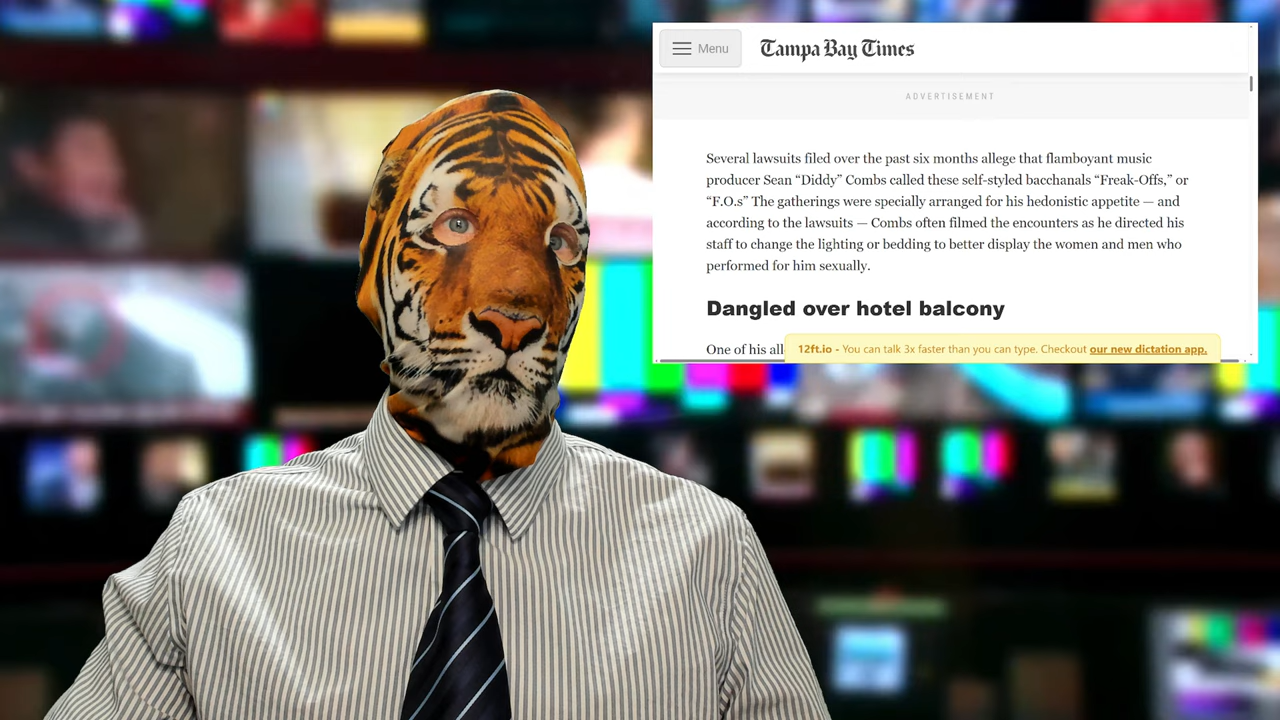 Menu
Tampa Bay Times
ADVERTISEMENT
Several lawsuits filed over the past six months allege that flamboyant music
producer Sean “Diddy” Combs called these self-styled bacchanals “Freak-Offs,” or
“F.O.s” The gatherings were specially arranged for his hedonistic appetite — and
according to the lawsuits — Combs often filmed the encounters as he directed his
staff to change the lighting or bedding to better display the women and men who
performed for him sexually.
Dangled over hotel balcony
One of his all
12ft.io - You can talk 3x faster than you can type. Checkout our new dictation app.